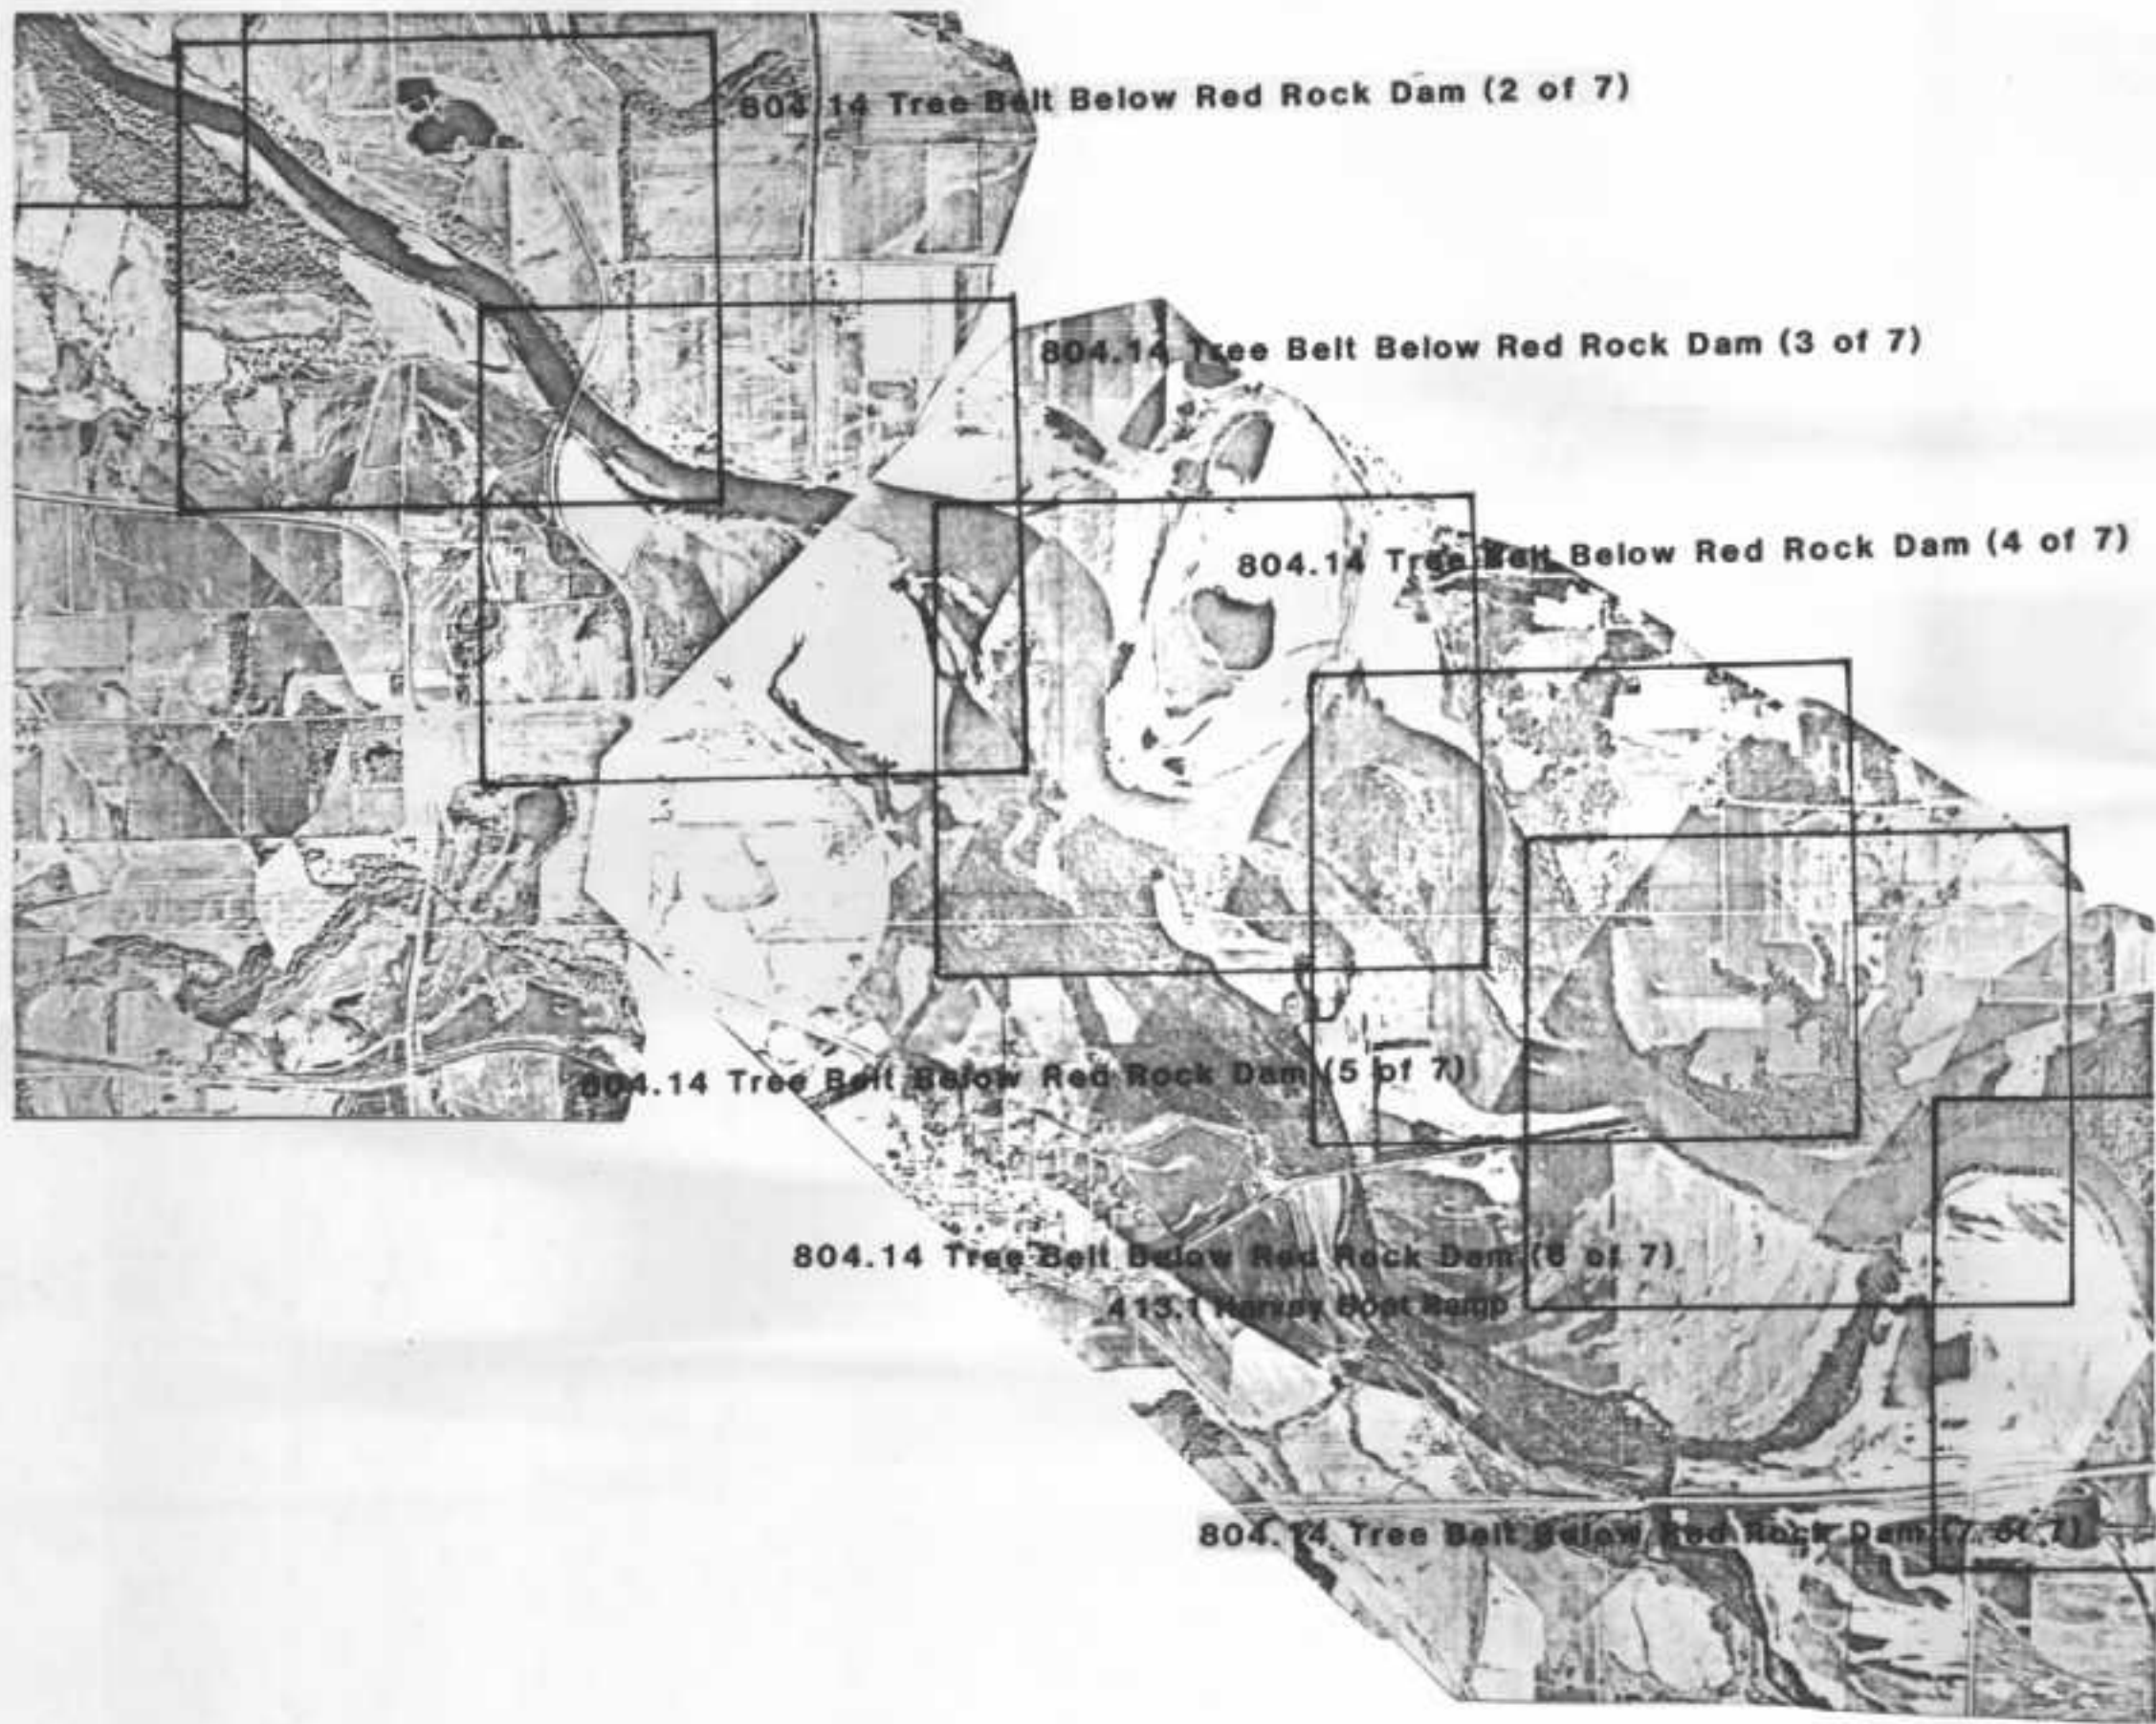 804.14 Tree Belt Below Red Rock Dam (2 of 7)
804.14 Tree Belt Below Red Rock Dam (3 of 7)
804.14 Tree Belt Below Red Rock Dam (4 of 7)
804.14 Tree Belt Below Red Rock Dam (5 of 7)
804.14 Tree Belt Below Red Rock Dam (6 of 7)
413.1 Harvey Boat Ramp
804.14 Tree Belt Below Red Rock Dam (7 of 7)